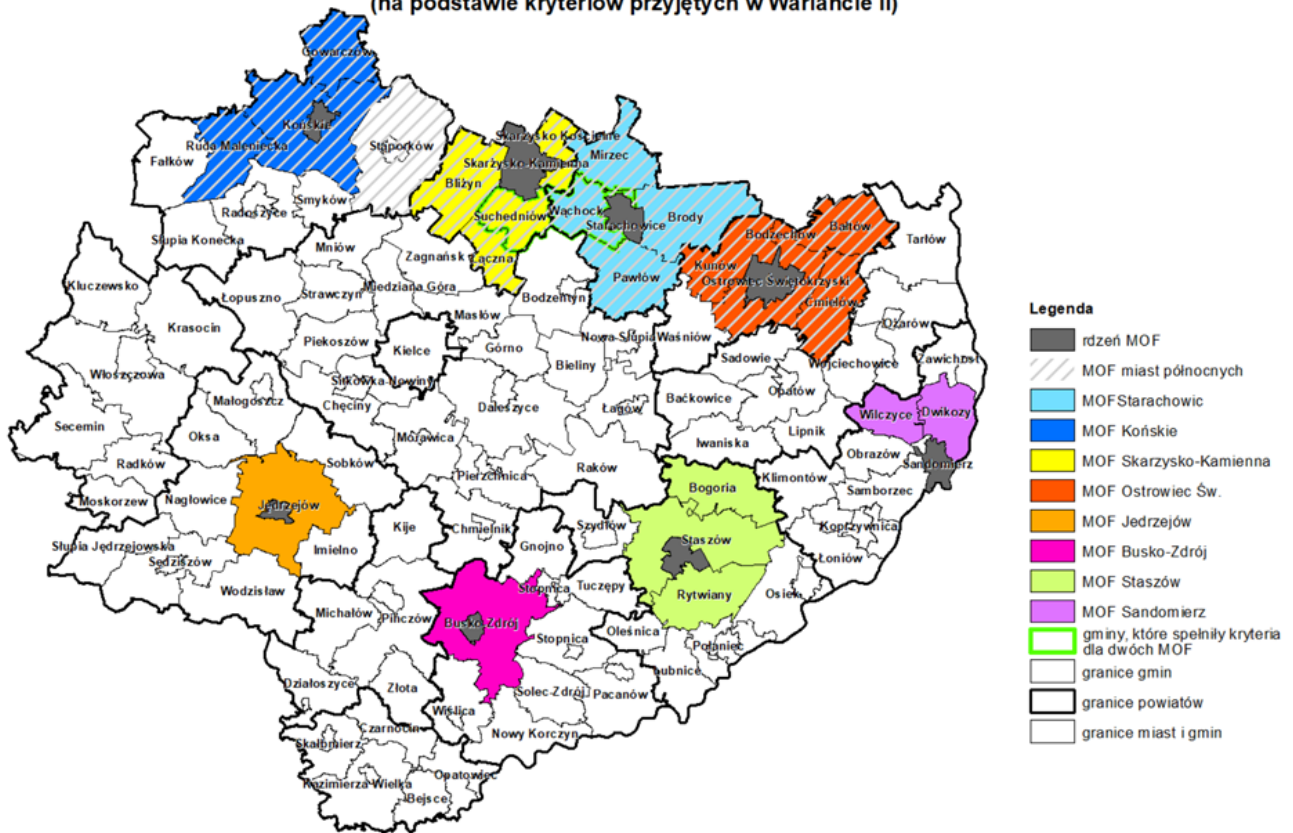 (na podstawie kryteriów przyjętych w Wariancie II)
Gowarczów
Końskie
Ruda Maleniecka
Stąporków
Fałków
Smyków
Radoszyce
Słupia Konecka
Skarżysko Kościelne
Mirzec
Skarżysko-Kamienna
Bliżyn
Suchedniów
Wąchock
Starachowice
Brody
Łączna
Pawłów
Bodzechów
Bałtów
Tarłów
Kunów
Ostrowiec Świętokrzyski
Ćmielów
Ożarów
Mniów
Zagnańsk
Miedziana Góra
Bodzentyn
Kluczewsko
Łopuszno
Strawczyn
Masłów
Nowa Słupia
Waśniów
Krasocin
Piekoszów
Kielce
Górno
Bieliny
Sadowie
Wojciechowice
Zawichost
Włoszczowa
Sitkówka-Nowiny
Opatów
Małogoszcz
Chęciny
Daleszyce
Łagów
Baćkowice
Wilczyce
Dwikozy
Secemin
Oksa
Morawica
Iwaniska
Lipnik
Obrazów
Sandomierz
Radków
Sobków
Pierzchnica
Raków
Klimontów
Samborzec
Moskorzew
Nagłowice
Jędrzejów
Bogoria
Kije
Chmielnik
Szydłów
Koprzywnica
Słupia Jędrzejowska
Imielno
Gnojno
Staszów
Łoniów
Sędziszów
Wodzisław
Stopnica
Tuczępy
Rytwiany
Osiek
Michałów
Pińczów
Busko-Zdrój
Stopnica
Oleśnica
Połaniec
Łubnice
Działoszyce
Złota
Solec-Zdrój
Pacanów
Wiślica
Czarnocin
Nowy Korczyn
Skalbmierz
Kazimierza Wielka
Opatowiec
Bejsce
Legenda
rdzeń MOF
MOF miast północnych
MOFStarachowic
MOF Końskie
MOF Skarzysko-Kamienna
MOF Ostrowiec Św.
MOF Jedrzejów
MOF Busko-Zdrój
MOF Staszów
MOF Sandomierz
gminy, które spełniły kryteria
dla dwóch MOF
granice gmin
granice powiatów
granice miast i gmin